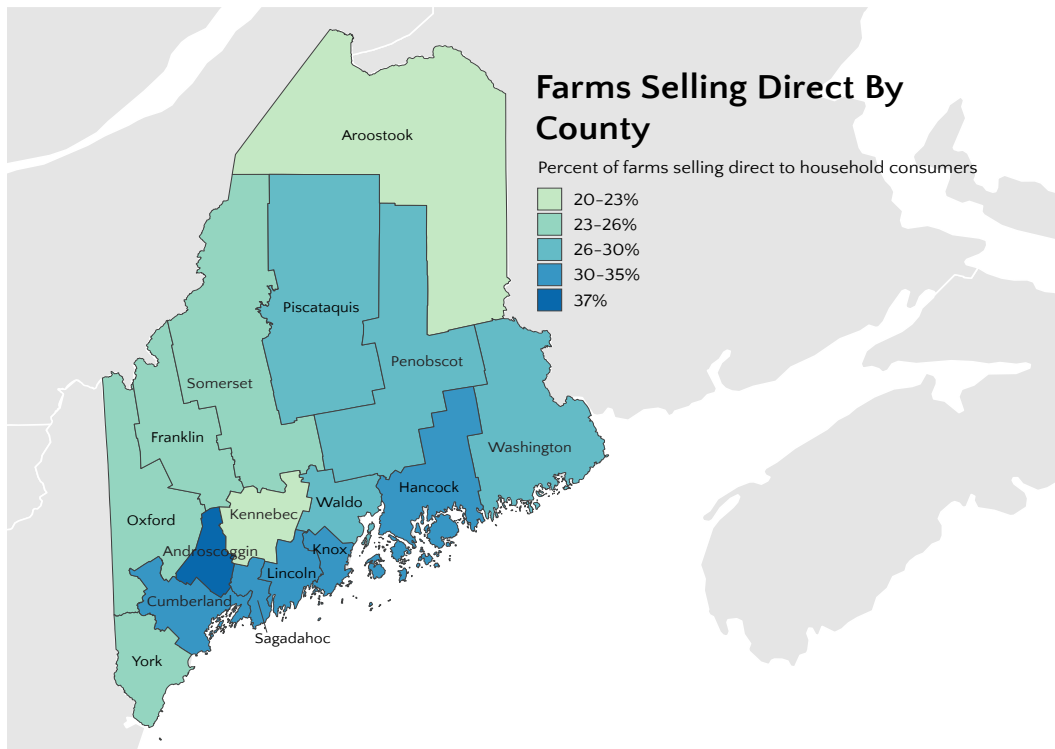 Farms Selling Direct By
County
Percent of farms selling direct to household consumers
20-23%
23-26%
26-30%
30-35%
37%
Aroostook
Piscataquis
Penobscot
Somerset
Franklin
Washington
Hancock
Waldo
Kennebec
Oxford
Androscoggin
Knox
Lincoln
Cumberland
Sagadahoc
York